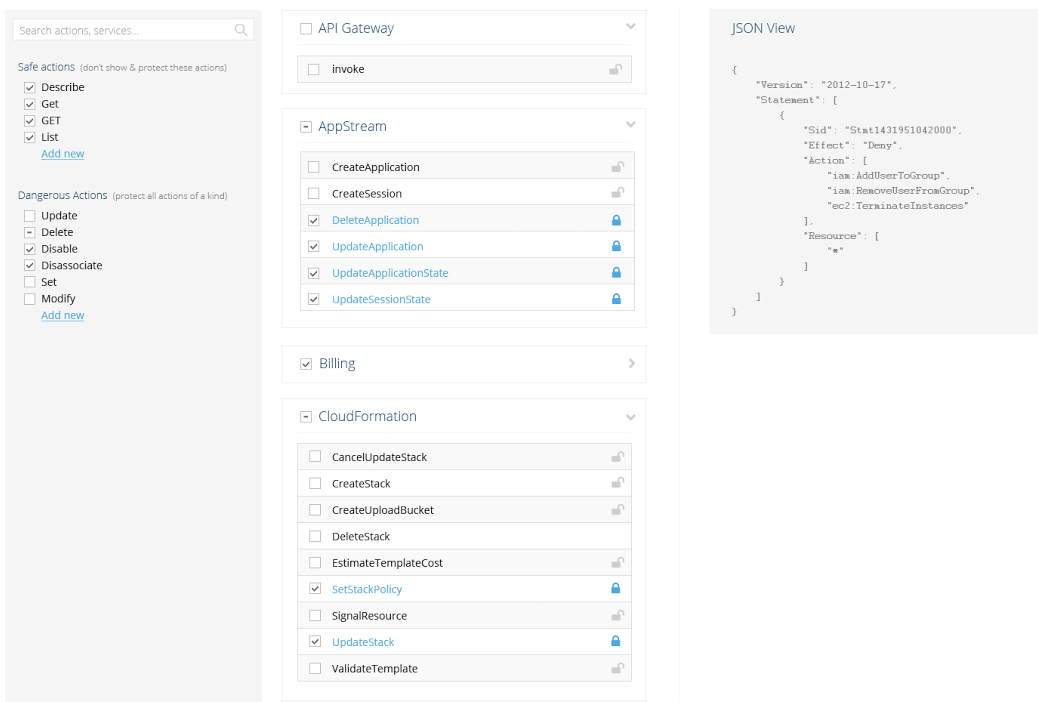 Search actions, services...
Safe actions (don't show & protect these actions)
Describe
Get
GET
List
Add new
Dangerous Actions (protect all actions of a kind)
Update
Delete
Disable
Disassociate
Set
Modify
Add new
API Gateway
invoke
AppStream
CreateApplication
CreateSession
DeleteApplication
UpdateApplication
UpdateApplicationState
UpdateSessionState
Billing
CloudFormation
CancelUpdateStack
CreateStack
CreateUploadBucket
DeleteStack
EstimateTemplateCost
SetStackPolicy
SignalResource
UpdateStack
ValidateTemplate
JSON View
{
"Version": "2012-10-17",
"Statement": [
{
"Sid": "Stmt1431951042000",
"Effect": "Deny",
"Action": [
"iam:AddUserToGroup",
"iam:RemoveUserFromGroup",
"ec2:TerminateInstances"
],
"Resource": [
"*"
]
}
]
}